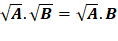 √A.√B = √A.B